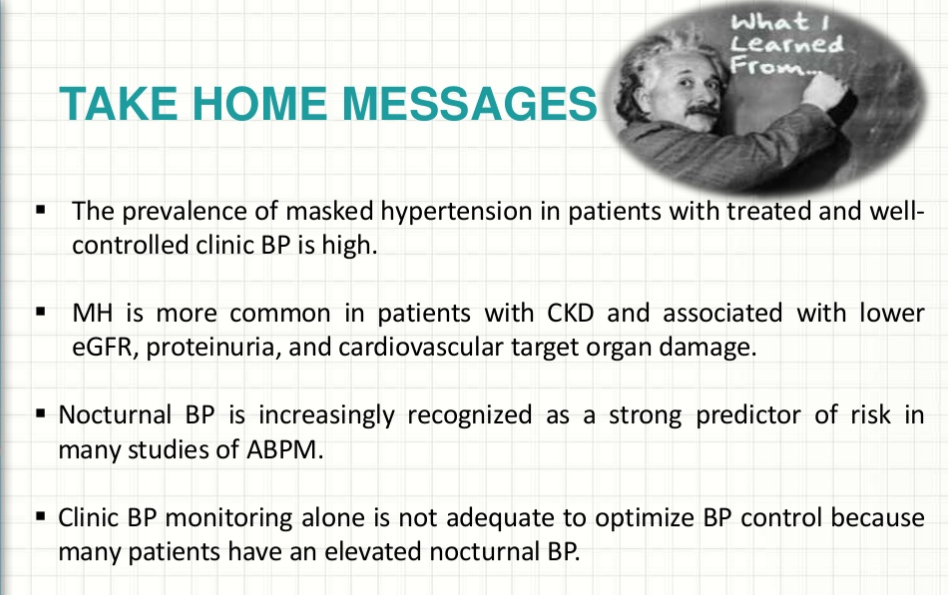 What I
Learned
From...
TAKE HOME MESSAGES
▪ The prevalence of masked hypertension in patients with treated and well-
controlled clinic BP is high.
▪ MH is more common in patients with CKD and associated with lower
eGFR, proteinuria, and cardiovascular target organ damage.
▪ Nocturnal BP is increasingly recognized as a strong predictor of risk in
many studies of ABPM.
▪ Clinic BP monitoring alone is not adequate to optimize BP control because
many patients have an elevated nocturnal BP.